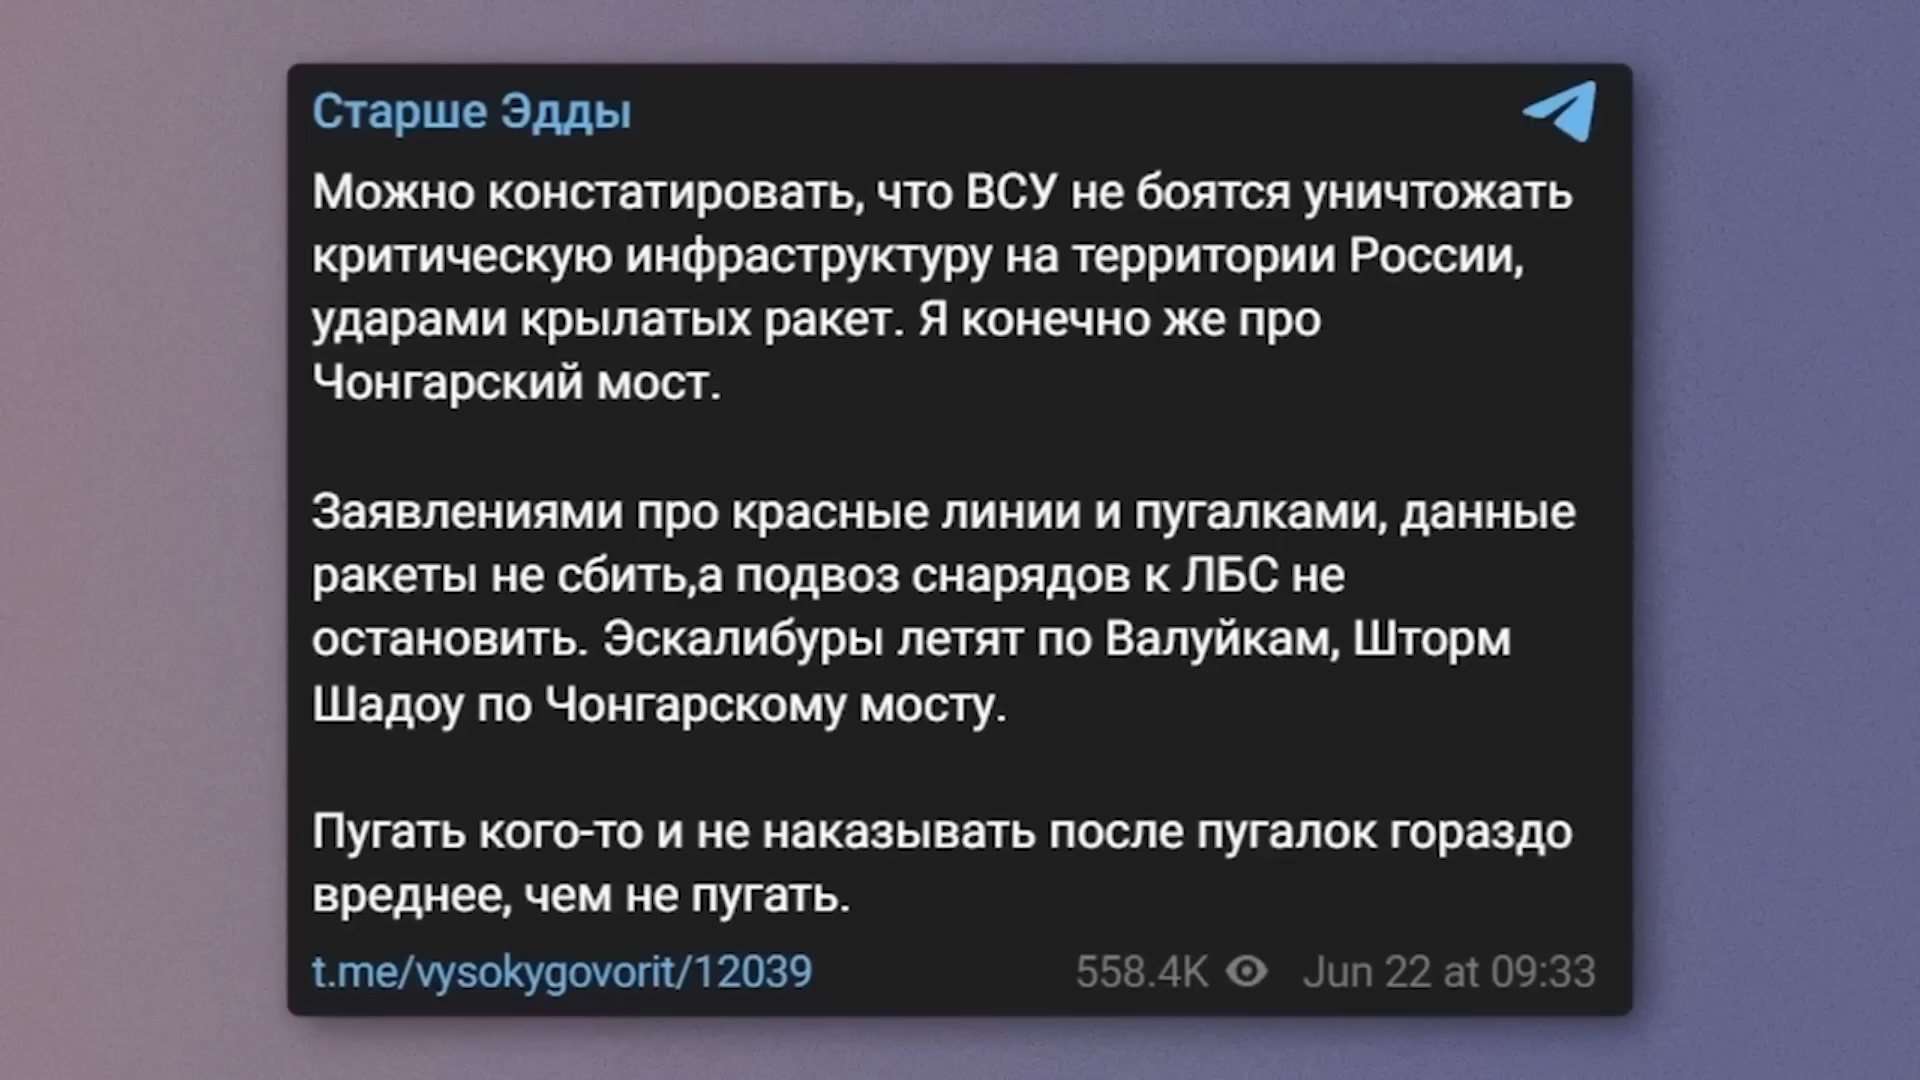 Старше Эдды
Можно констатировать, что ВСУ не боятся уничтожать
критическую инфраструктуру на территории России,
ударами крылатых ракет. Я конечно же про
Чонгарский мост.
Заявлениями про красные линии и пугалками, данные
ракеты не сбить,а подвоз снарядов к ЛБС не
остановить. Эскалибуры летят по Валуйкам, Шторм
Шадоу по Чонгарскому мосту.
Пугать кого-то и не наказывать после пугалок гораздо
вреднее, чем не пугать.
t.me/vysokygovorit/12039 558.4K Jun 22 at 09:33